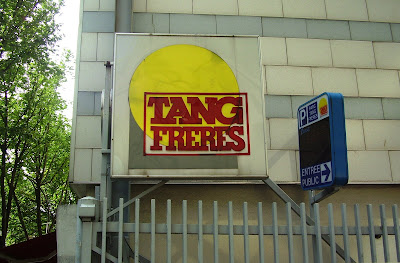 TANG
FRERES
P
ENTREE
PUBLIC